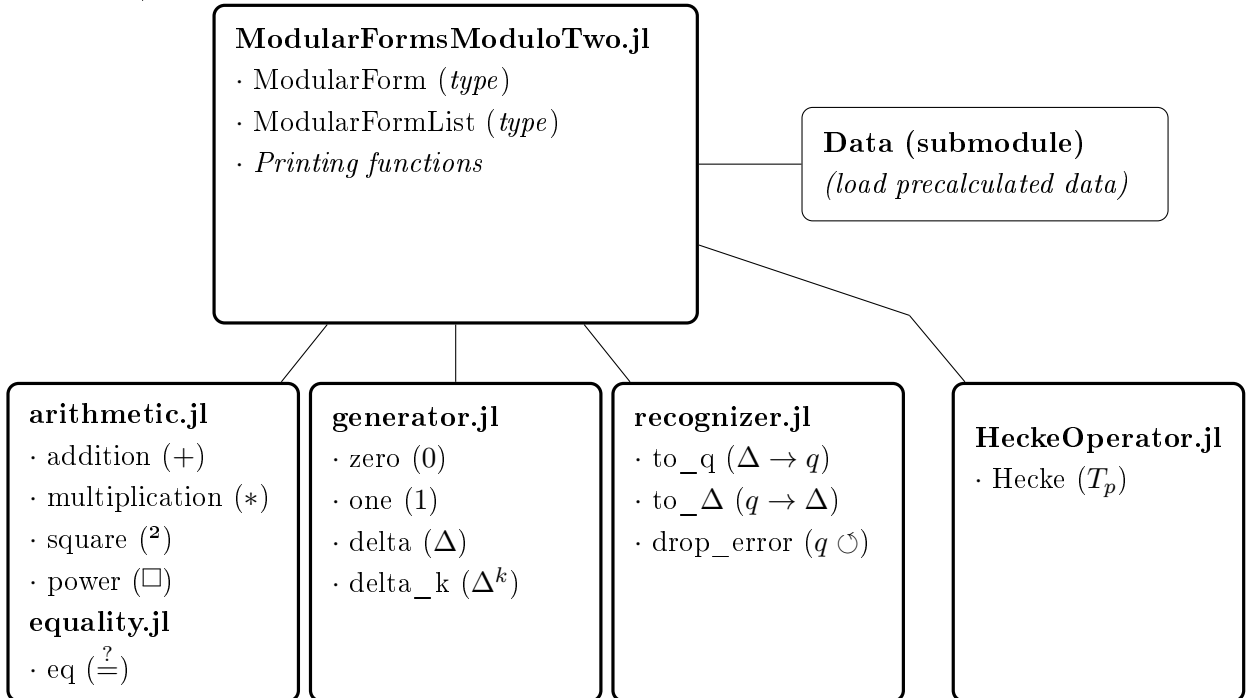 ModularFormsModuloTwo.jl
· ModularForm (type)
· ModularFormList (type)
· Printing functions
Data (submodule)
(load precalculated data)
arithmetic.jl
· addition (+)
· multiplication (∗)
· square (²)
· power (□)
equality.jl
· eq (≟)
generator.jl
· zero (0)
· one (1)
· delta (Δ)
· delta_k (Δᵏ)
recognizer.jl
· to_q (Δ → q)
· to_Δ (q → Δ)
· drop_error (q ↺)
HeckeOperator.jl
· Hecke (Tₚ)